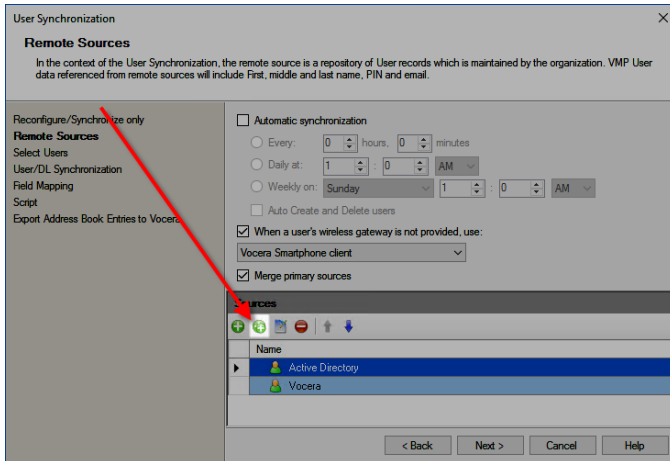 User Synchronization
Remote Sources
In the context of the User Synchronization, the remote source is a repository of User records which is maintained by the organization. VMP User
data referenced from remote sources will include First, middle and last name, PIN and email.
Reconfigure/Synchronize only
Remote Sources
Select Users
User/DL Synchronization
Field Mapping
Script
Export Address Book Entries to Vocera
Automatic synchronization
Every: 0 hours, 0 minutes
Daily at: 1 : 0 AM
Weekly on: Sunday 1 : 0 AM
Auto Create and Delete users
When a user's wireless gateway is not provided, use:
Vocera Smartphone client
Merge primary sources
Sources
Name
Active Directory
Vocera
< Back Next > Cancel Help